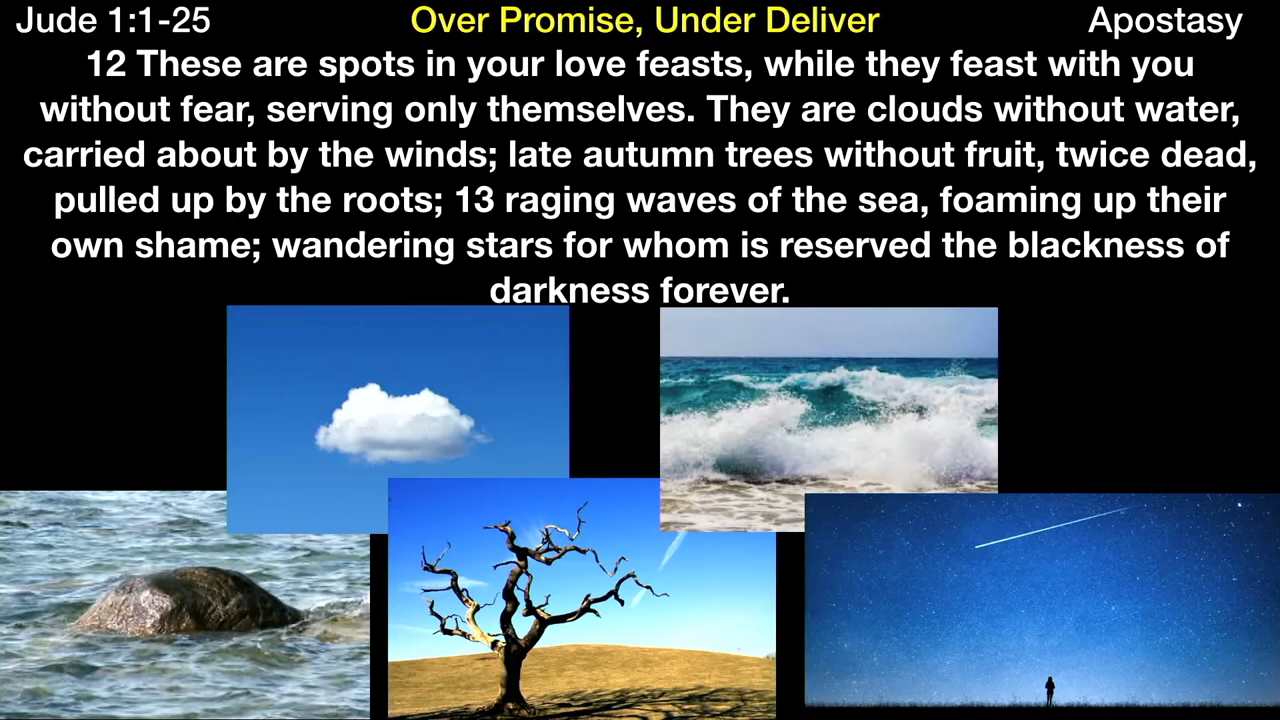 Jude 1:1-25 Over Promise, Under Deliver Apostasy
12 These are spots in your love feasts, while they feast with you
without fear, serving only themselves. They are clouds without water,
carried about by the winds; late autumn trees without fruit, twice dead,
pulled up by the roots; 13 raging waves of the sea, foaming up their
own shame; wandering stars for whom is reserved the blackness of
darkness forever.